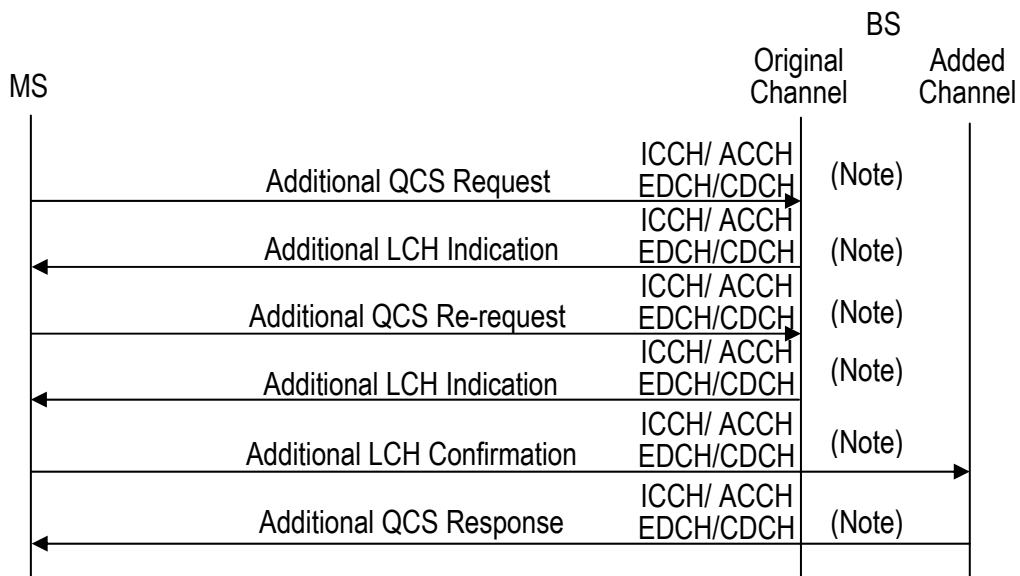 BS
MS
Original
Channel
Added
Channel
ICCH/ ACCH
Additional QCS Request
EDCH/CDCH
(Note)
ICCH/ ACCH
Additional LCH Indication
EDCH/CDCH
(Note)
ICCH/ ACCH
Additional QCS Re-request
EDCH/CDCH
(Note)
ICCH/ ACCH
Additional LCH Indication
EDCH/CDCH
(Note)
ICCH/ ACCH
Additional LCH Confirmation
EDCH/CDCH
(Note)
ICCH/ ACCH
Additional QCS Response
EDCH/CDCH
(Note)